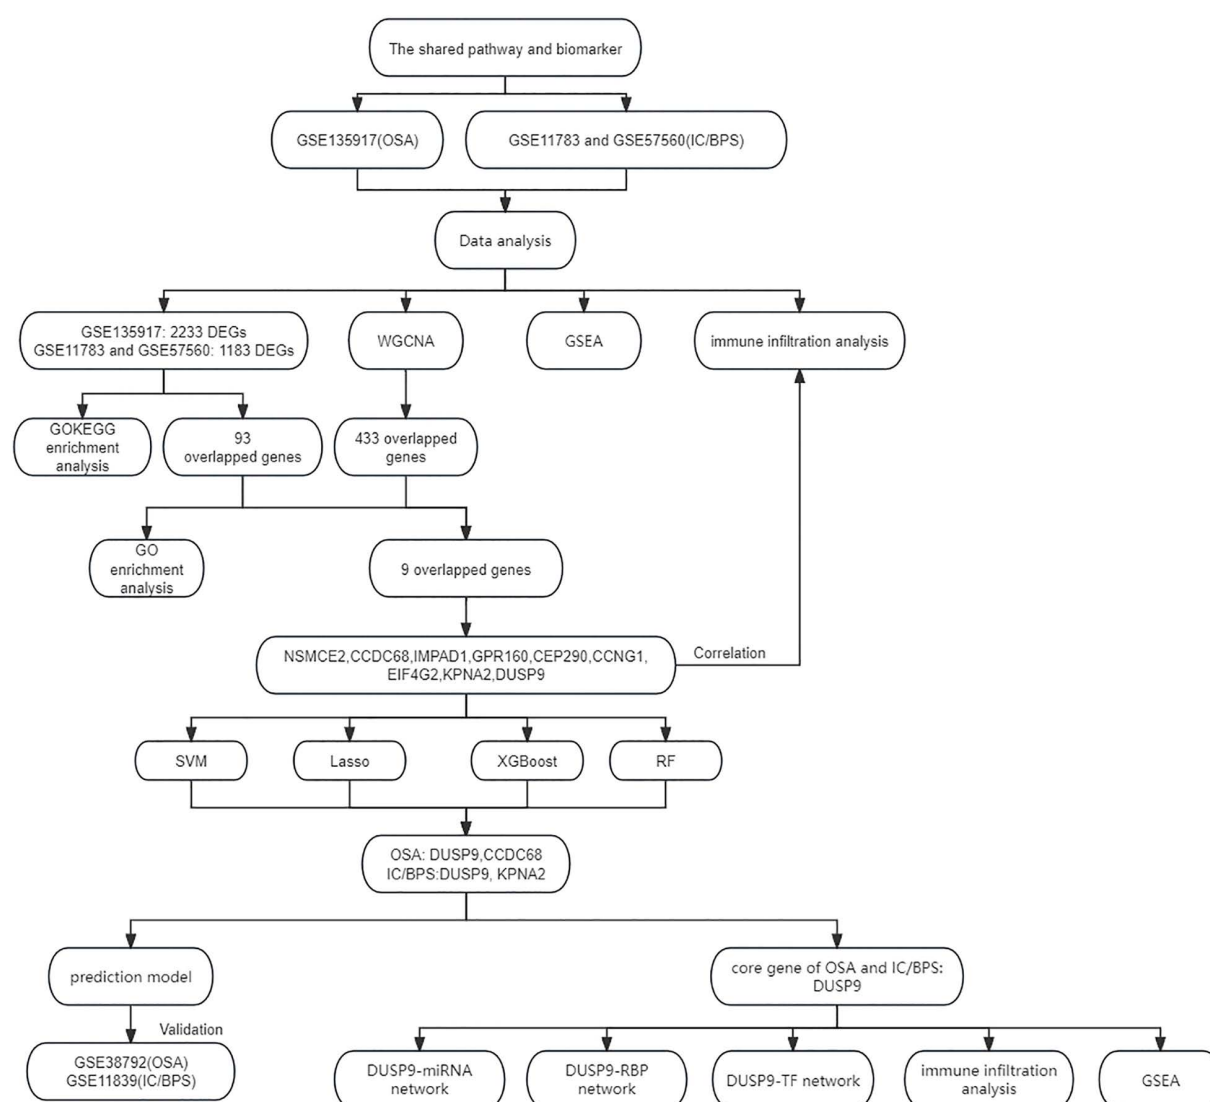 The shared pathway and biomarker
GSE135917(OSA)
GSE11783 and GSE57560(IC/BPS)
Data analysis
GSE135917: 2233 DEGs
GSE11783 and GSE57560: 1183 DEGs
WGCNA
GSEA
immune infiltration analysis
GOKEGG
enrichment
analysis
93
overlapped genes
433 overlapped
genes
GO
enrichment
analysis
9 overlapped genes
NSMCE2,CCDC68,IMPAD1,GPR160,CEP290,CCNG1,
EIF4G2,KPNA2,DUSP9
Correlation
SVM
Lasso
XGBoost
RF
OSA: DUSP9,CCDC68
IC/BPS:DUSP9, KPNA2
prediction model
core gene of OSA and IC/BPS:
DUSP9
Validation
GSE38792(OSA)
GSE11839(IC/BPS)
DUSP9-miRNA
network
DUSP9-RBP
network
DUSP9-TF network
immune infiltration
analysis
GSEA